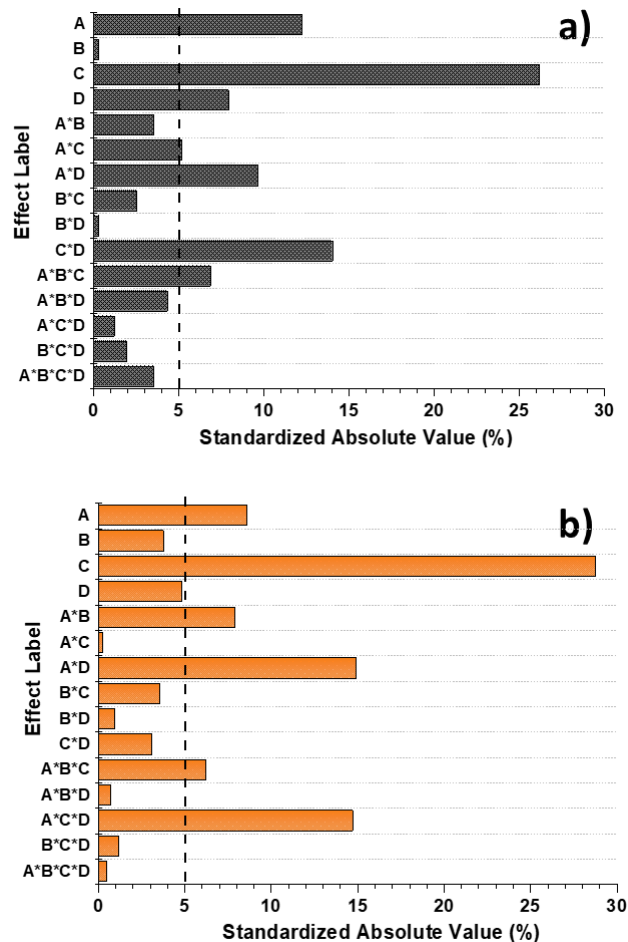 a)
Effect Label
A
B
C
D
A*B
A*C
A*D
B*C
B*D
C*D
A*B*C
A*B*D
A*C*D
B*C*D
A*B*C*D
0 5 10 15 20 25 30
Standardized Absolute Value (%)
b)
Effect Label
A
B
C
D
A*B
A*C
A*D
B*C
B*D
C*D
A*B*C
A*B*D
A*C*D
B*C*D
A*B*C*D
0 5 10 15 20 25 30
Standardized Absolute Value (%)